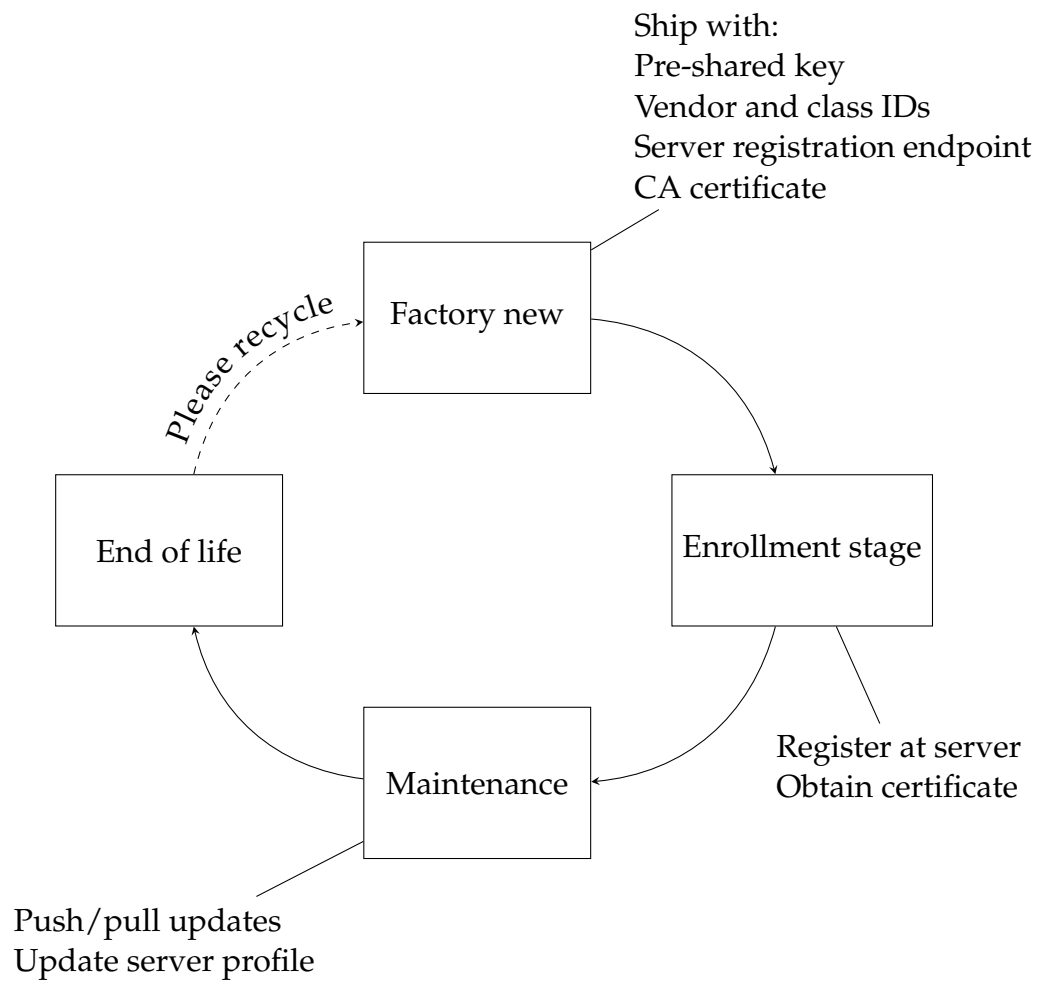 Ship with:
Pre-shared key
Vendor and class IDs
Server registration endpoint
CA certificate
Factory new
Please recycle
End of life
Enrollment stage
Register at server
Obtain certificate
Maintenance
Push/pull updates
Update server profile